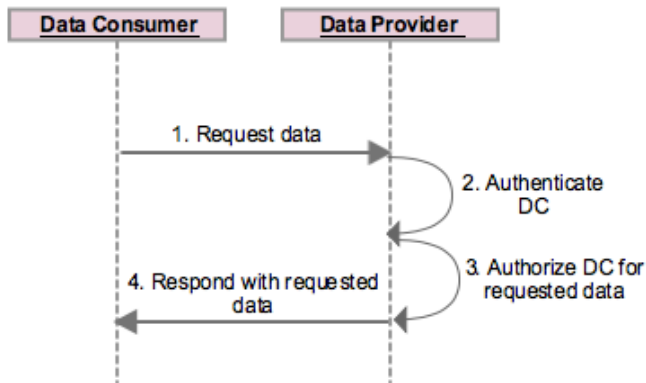 Data Consumer
Data Provider
1. Request data
2. Authenticate
DC
3. Authorize DC for
requested data
4. Respond with requested
data